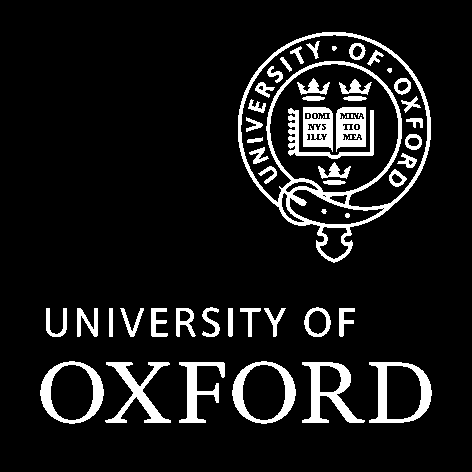 UNIVERSITY · OF · OXFORD
DOMI
NVS
ILLV
MINA
TIO
MEA
UNIVERSITY OF
OXFORD